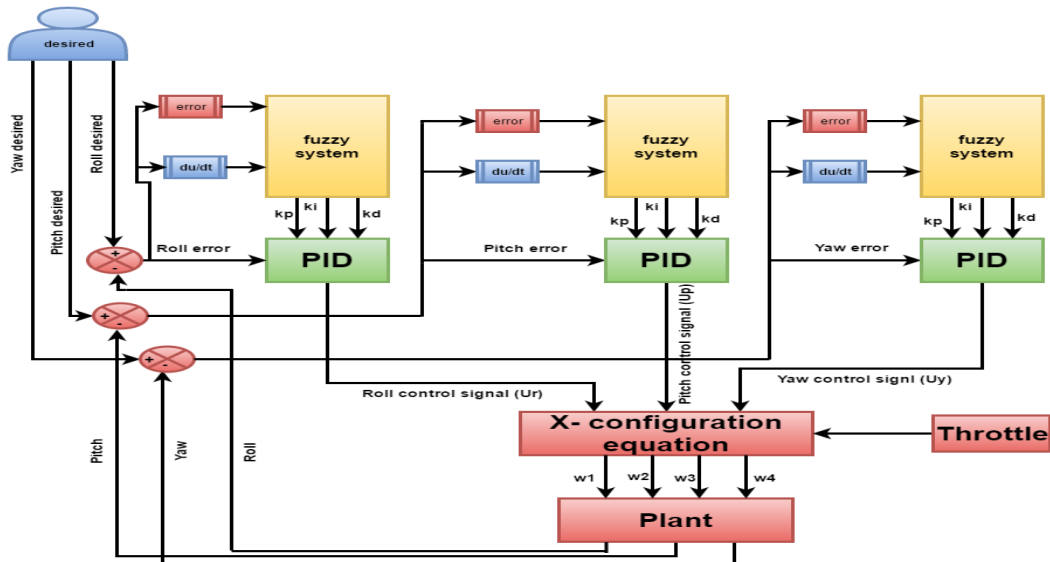 desired
Yaw desired
Pitch desired
Roll desired
error
du/dt
fuzzy
system
kp
ki
kd
Roll error
PID
error
du/dt
fuzzy
system
kp
ki
kd
Pitch error
PID
error
du/dt
fuzzy
system
kp
ki
kd
Yaw error
PID
+
-
+
-
+
-
Roll control signal (Ur)
Pitch control signal (Up)
Yaw control signl (Uy)
X- configuration
equation
Throttle
w1
w2
w3
w4
Plant
Pitch
Yaw
Roll